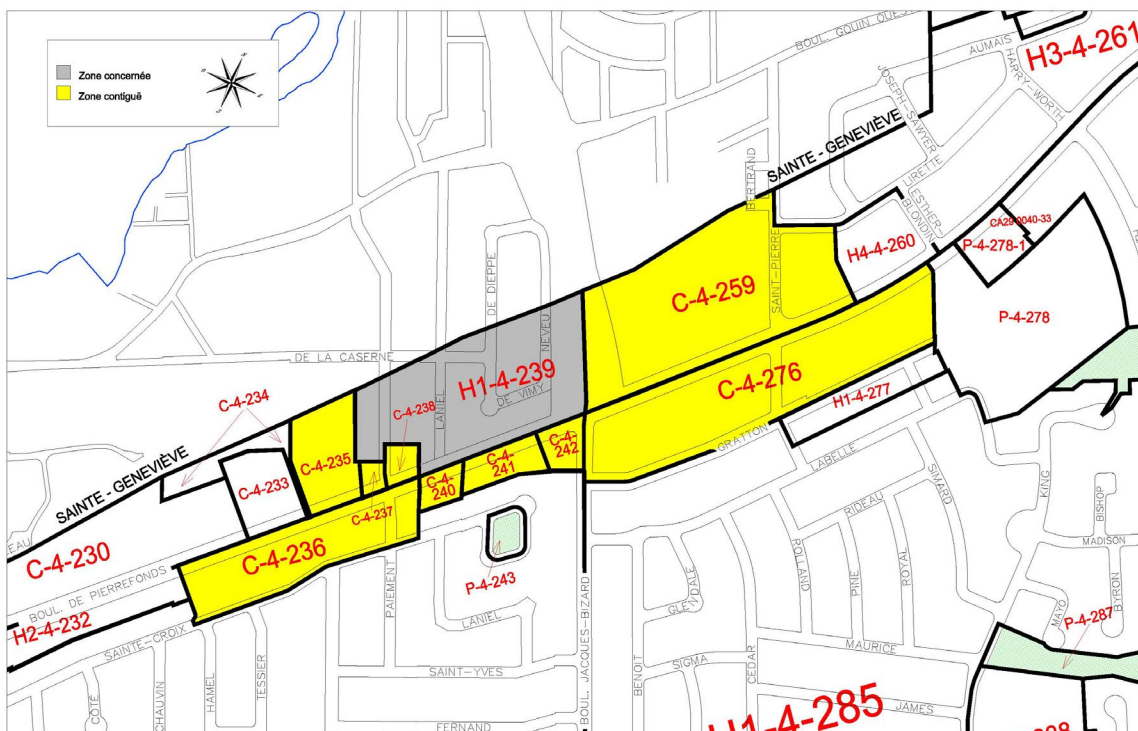 Zone concernée
Zone contiguë
BOUL. GOUIN OUES
AUMAIS
H3-4-261
HARRY-WORTH
JOSEPH-SAWYER
SAINTE - GENEVIÈVE
LIRETTE
ESTHER-
BLONDIN
BERTRAND
SAINT-PIERRE
H4-4-260
CA29 0040-33
P-4-278-1
P-4-278
C-4-259
DE DIEPPE
NEVEU
DE LA CASERNE
H1-4-239
DE VIMY
LANIEL
C-4-238
C-4-276
H1-4-277
C-4-234
C-4-235
C-4-
242
C-4-
241
C-4-
240
C-4-237
GRATTON
LABELLE
SAINTE - GENEVIÈVE
C-4-233
C-4-230
C-4-236
RIDEAU
SIMARD
KING
BISHOP
MADISON
BOUL. DE PIERREFONDS
P-4-243
PAIEMENT
LANIEL
ROLLAND
PINE
ROYAL
GLENDALE
MAYO
BYRON
P-4-287
H2-4-232
SAINTE-CROIX
BOUL. JACQUES-BIZARD
MAURICE
SAINT-YVES
SIGMA
BENOIT
CEDAR
CÔTÉ
CHAUVIN
HAMEL
TESSIER
FERNAND
H1-4-285
JAMES